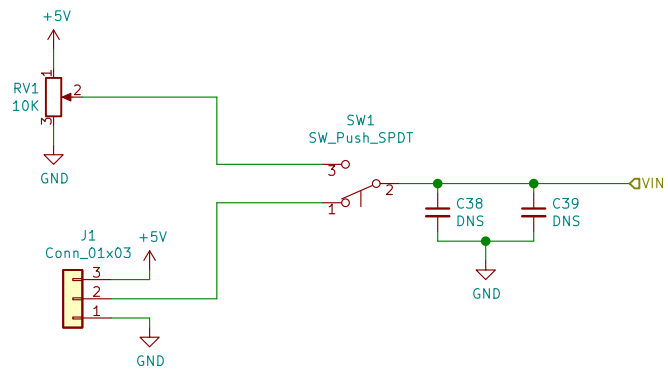 +5V
1
RV1
10K
2
3
GND
SW1
SW_Push_SPDT
3
2
1
VIN
C38
DNS
C39
DNS
GND
J1
Conn_01x03
+5V
3
2
1
GND